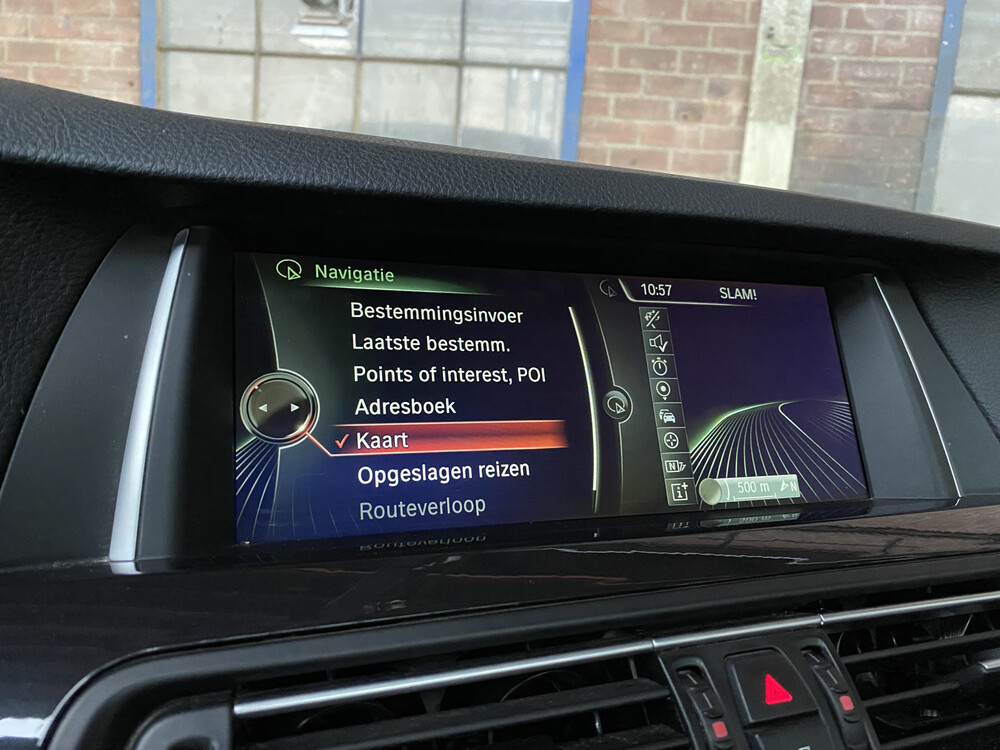 Navigatie
Bestemmingsinvoer
Laatste bestemm.
Points of interest, POI
Adresboek
Kaart
Opgeslagen reizen
Routeverloop
10:57
SLAM!
500 m
N